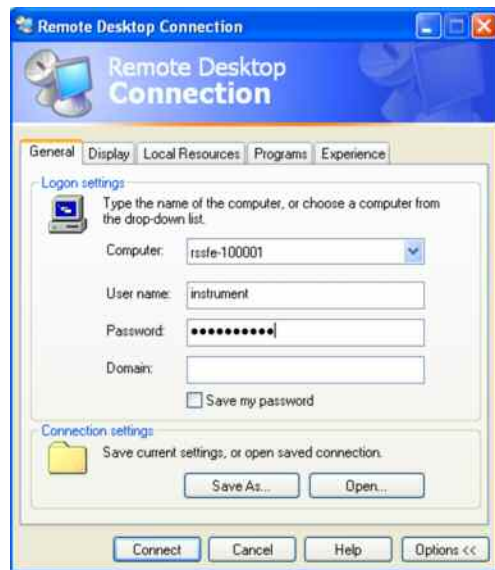 Remote Desktop Connection
Remote Desktop
Connection
General Display Local Resources Programs Experience
Logon settings
Type the name of the computer, or choose a computer from
the drop-down list.
Computer: rssfe-100001
User name: instrument
Password: ●●●●●●●●●●
Domain:
Save my password
Connection settings
Save current settings, or open saved connection.
Save As... Open...
Connect Cancel Help Options <<